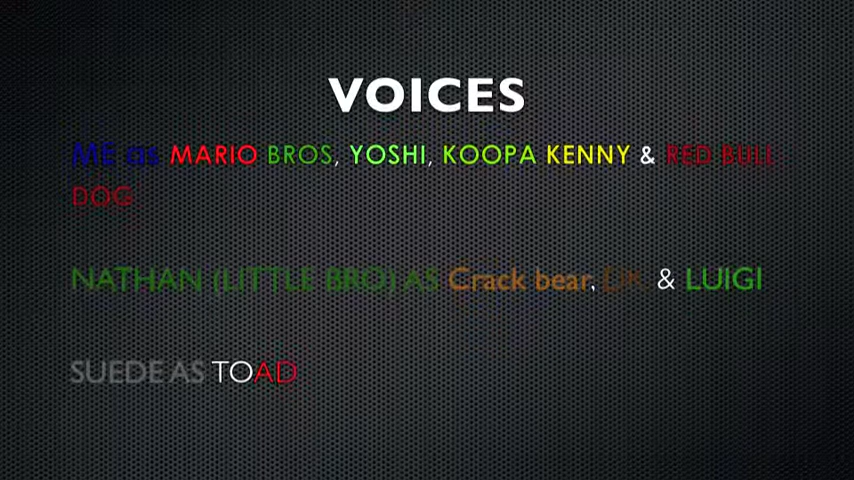 VOICES
ME as MARIO BROS, YOSHI, KOOPA KENNY & RED BULL
DOG
NATHAN (LITTLE BRO) AS Crack bear, DK & LUIGI
SUEDE AS TOAD